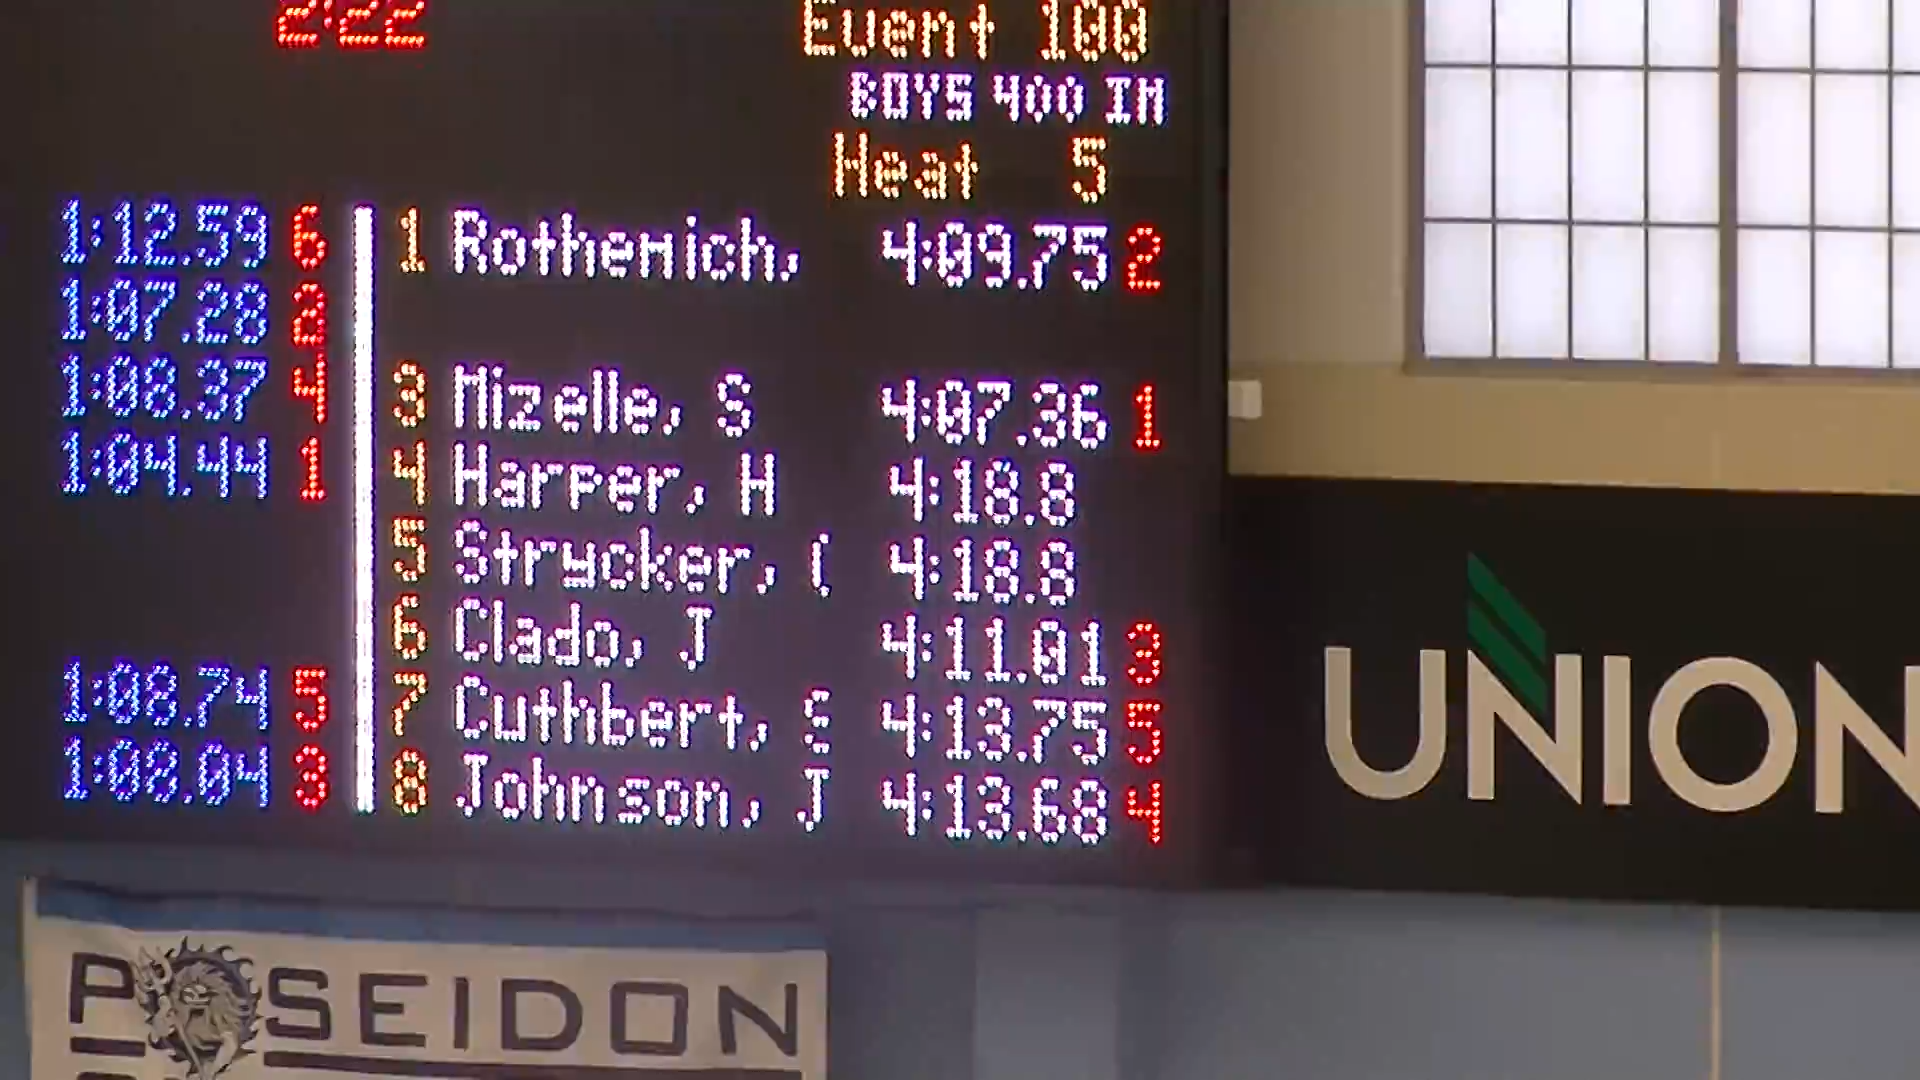 2:22
Event 100
BOYS 400 IM
Heat 5
1:12.59 6 1 Rothemich, 4:09.75 2
1:07.28 2
1:08.37 4 3 Mizelle, S 4:07.36 1
1:04.44 1 4 Harper, H 4:18.8
5 Strycker, ( 4:18.8
6 Clado, J 4:11.01 3
1:08.74 5 7 Cuthbert, S 4:13.75 5
1:08.04 3 8 Johnson, J 4:13.68 4
UNION
POSEIDON